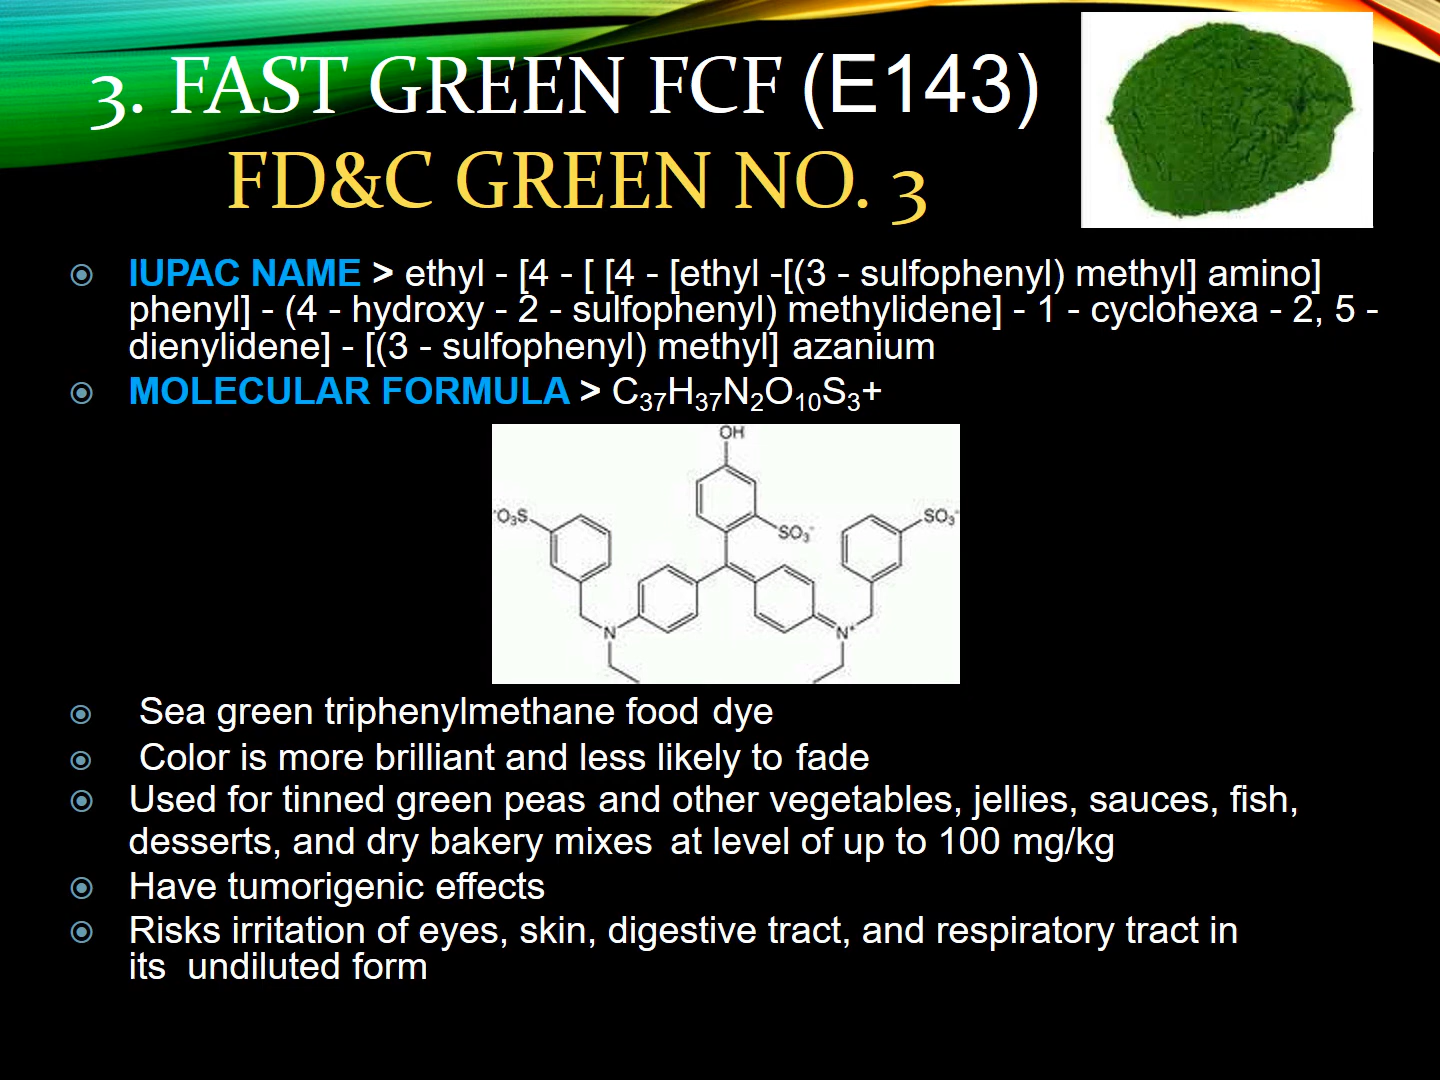 3. FAST GREEN FCF (E143)
FD&C GREEN NO. 3
IUPAC NAME > ethyl - [4 - [ [4 - [ethyl -[(3 - sulfophenyl) methyl] amino]
phenyl] - (4 - hydroxy - 2 - sulfophenyl) methylidene] - 1 - cyclohexa - 2, 5 -
dienylidene] - [(3 - sulfophenyl) methyl] azanium
MOLECULAR FORMULA > C37H37N2O10S3+
OH
-O3S
SO3-
SO3-
N
N+
Sea green triphenylmethane food dye
Color is more brilliant and less likely to fade
Used for tinned green peas and other vegetables, jellies, sauces, fish,
desserts, and dry bakery mixes at level of up to 100 mg/kg
Have tumorigenic effects
Risks irritation of eyes, skin, digestive tract, and respiratory tract in
its undiluted form